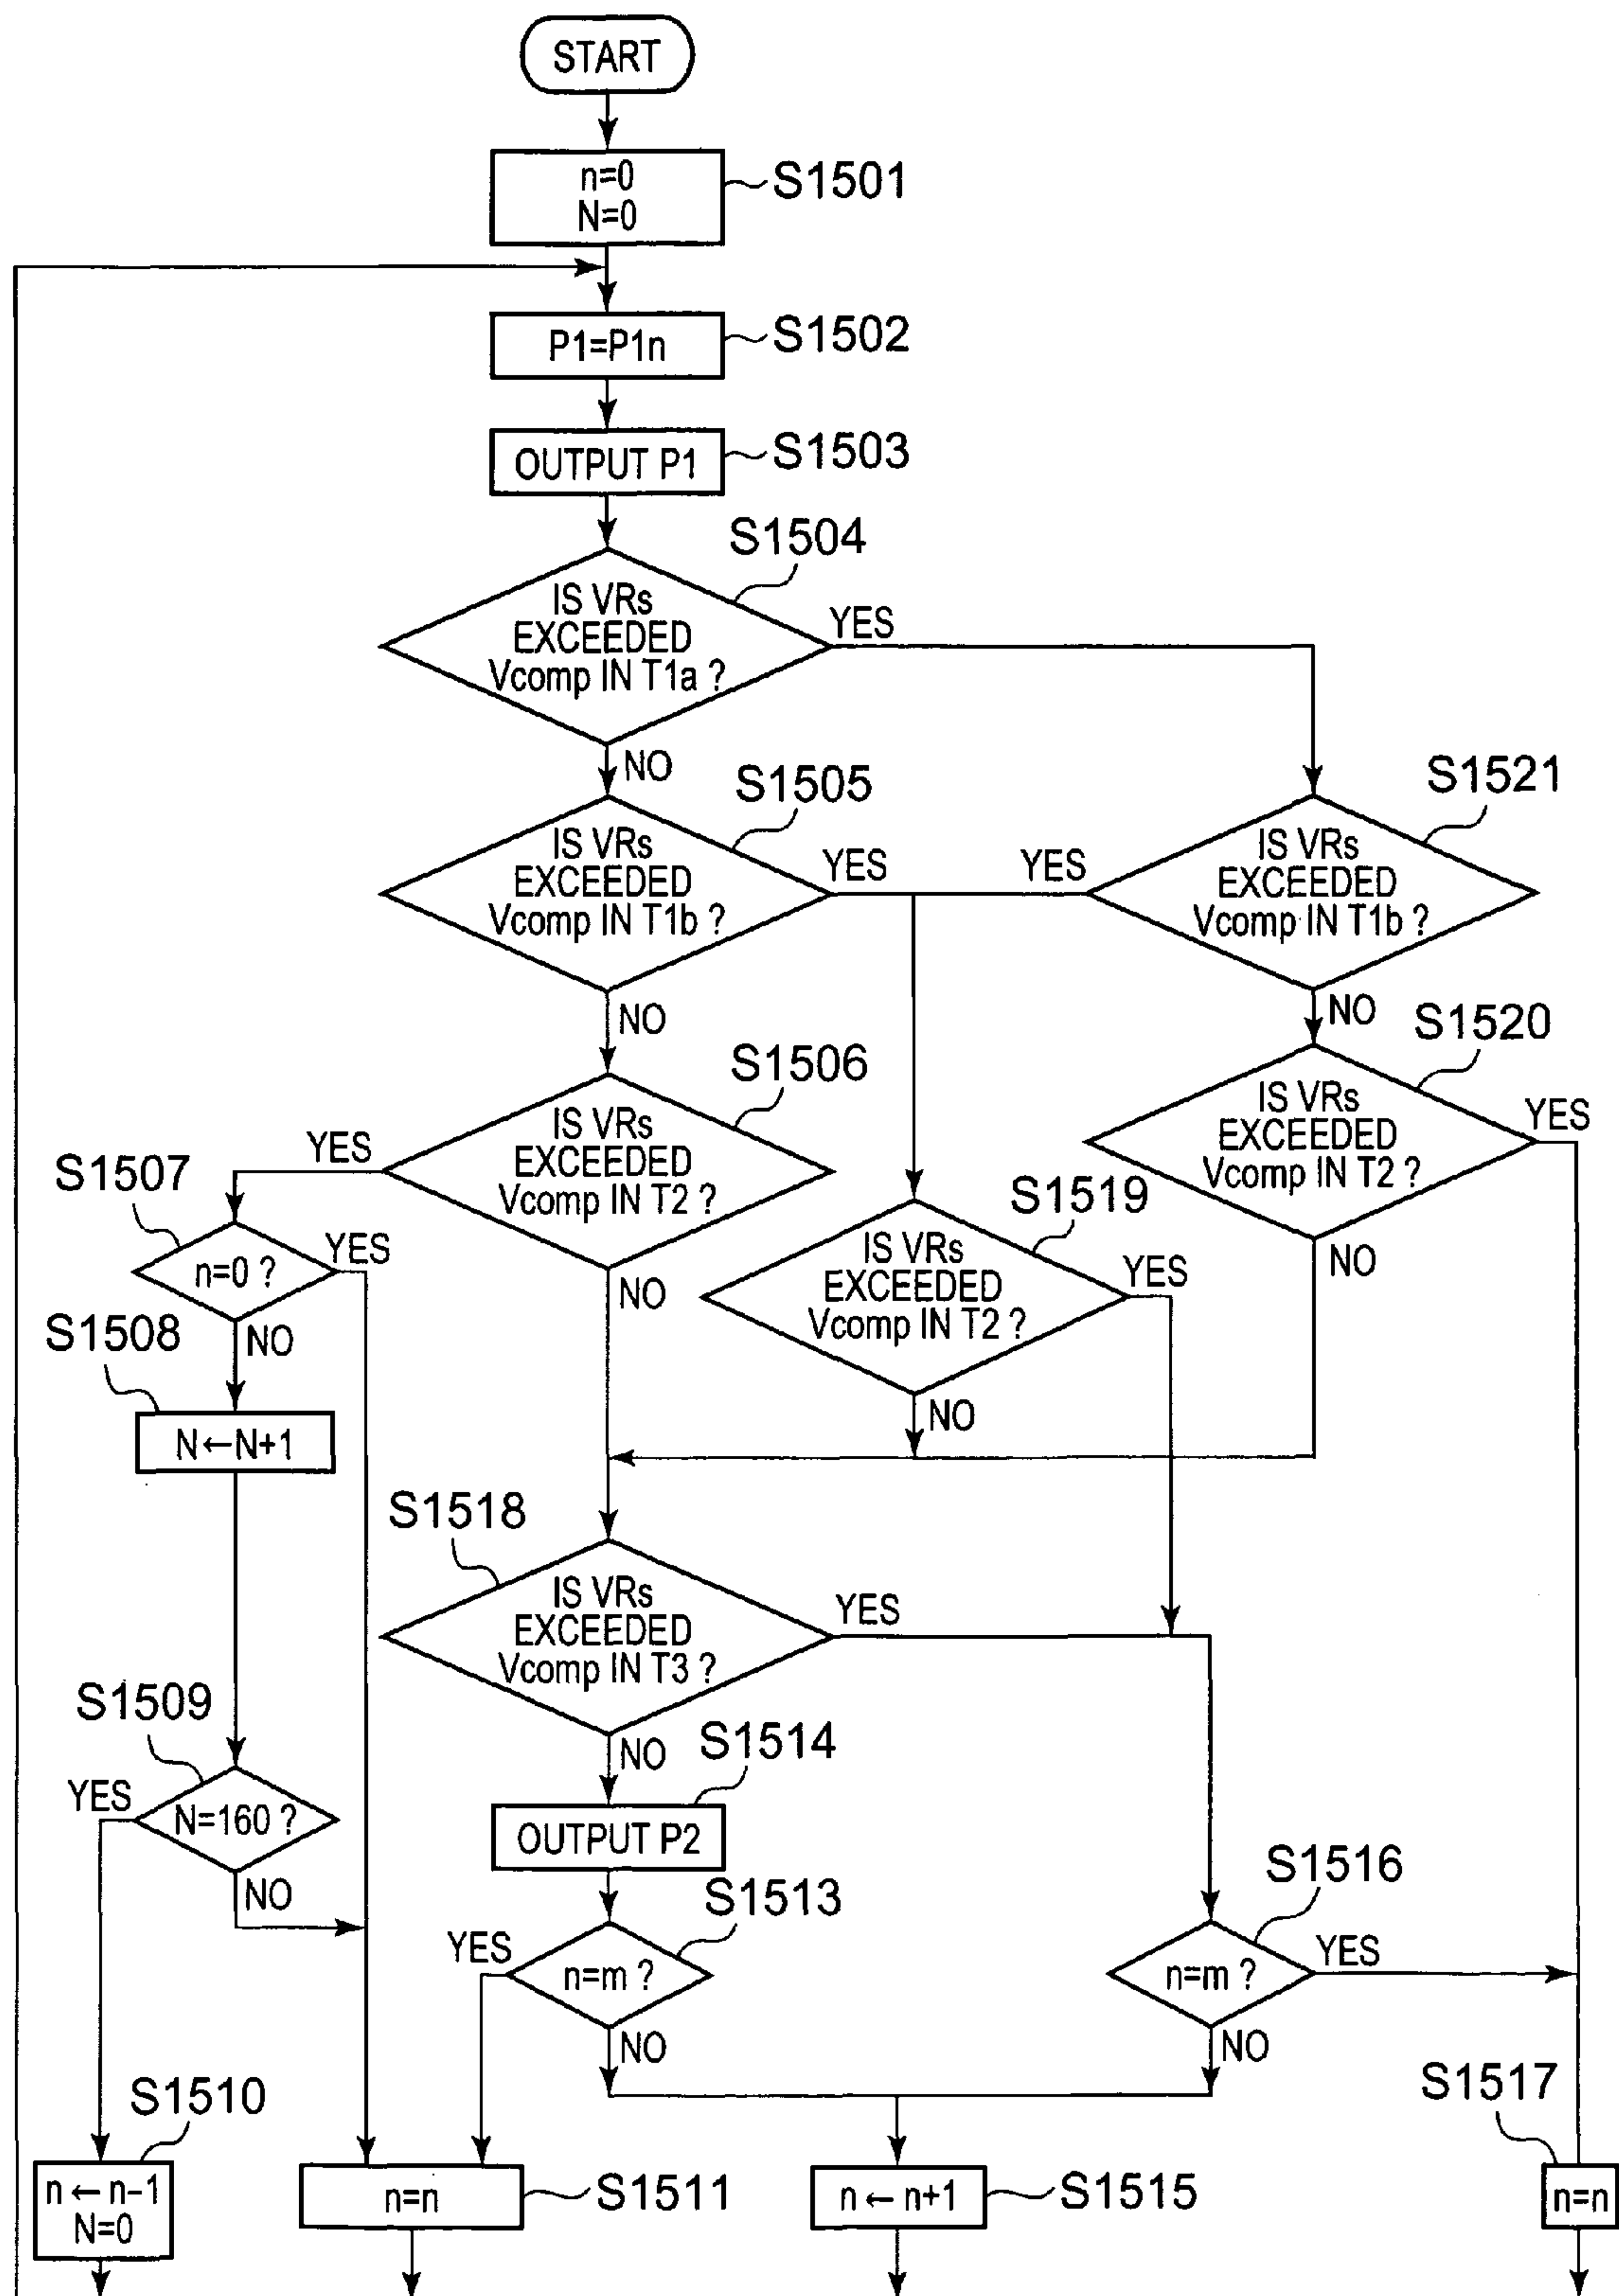 START
n=0
N=0
S1501
P1=P1n
S1502
OUTPUT P1
S1503
S1504
IS VRs
EXCEEDED
Vcomp IN T1a ?
YES
NO
S1505
IS VRs
EXCEEDED
Vcomp IN T1b ?
YES
NO
S1521
IS VRs
EXCEEDED
Vcomp IN T1b ?
YES
NO
S1506
IS VRs
EXCEEDED
Vcomp IN T2 ?
YES
NO
S1520
IS VRs
EXCEEDED
Vcomp IN T2 ?
YES
NO
S1507
n=0 ?
YES
NO
S1519
IS VRs
EXCEEDED
Vcomp IN T2 ?
YES
NO
S1508
N←N+1
S1518
IS VRs
EXCEEDED
Vcomp IN T3 ?
YES
NO
S1509
N=160 ?
YES
NO
S1514
OUTPUT P2
S1513
n=m ?
YES
NO
S1516
n=m ?
YES
NO
S1510
n←n−1
N=0
n=n
S1511
n←n+1
S1515
S1517
n=n